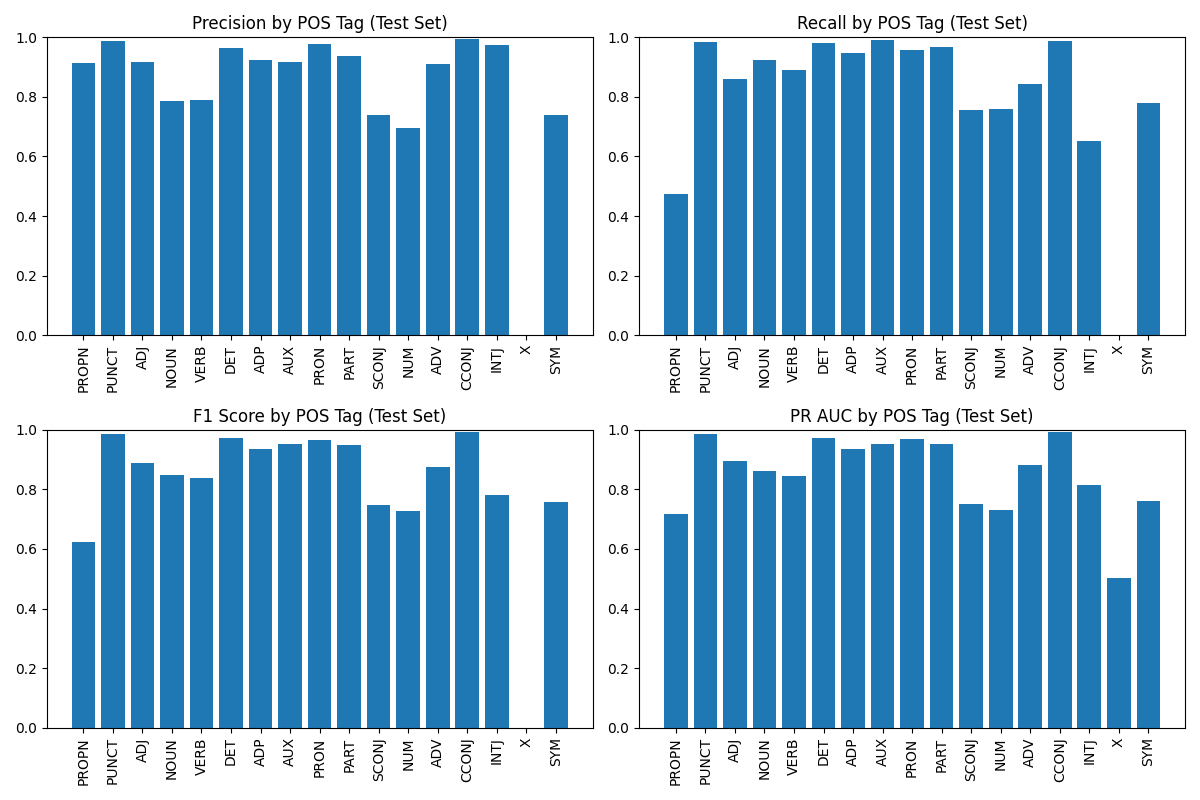 Precision by POS Tag (Test Set)
1.0
0.8
0.6
0.4
0.2
0.0
PROPN
PUNCT
ADJ
NOUN
VERB
DET
ADP
AUX
PRON
PART
SCONJ
NUM
ADV
CCONJ
INTJ
X
SYM
Recall by POS Tag (Test Set)
1.0
0.8
0.6
0.4
0.2
0.0
PROPN
PUNCT
ADJ
NOUN
VERB
DET
ADP
AUX
PRON
PART
SCONJ
NUM
ADV
CCONJ
INTJ
X
SYM
F1 Score by POS Tag (Test Set)
1.0
0.8
0.6
0.4
0.2
0.0
PROPN
PUNCT
ADJ
NOUN
VERB
DET
ADP
AUX
PRON
PART
SCONJ
NUM
ADV
CCONJ
INTJ
X
SYM
PR AUC by POS Tag (Test Set)
1.0
0.8
0.6
0.4
0.2
0.0
PROPN
PUNCT
ADJ
NOUN
VERB
DET
ADP
AUX
PRON
PART
SCONJ
NUM
ADV
CCONJ
INTJ
X
SYM